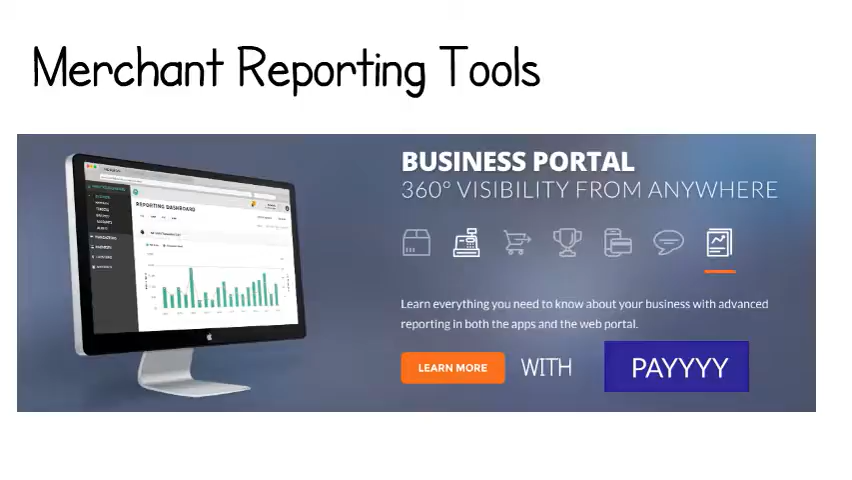 Merchant Reporting Tools
BUSINESS PORTAL
360° VISIBILITY FROM ANYWHERE
REPORTING DASHBOARD
Learn everything you need to know about your business with advanced
reporting in both the apps and the web portal.
LEARN MORE WITH PAYYYY